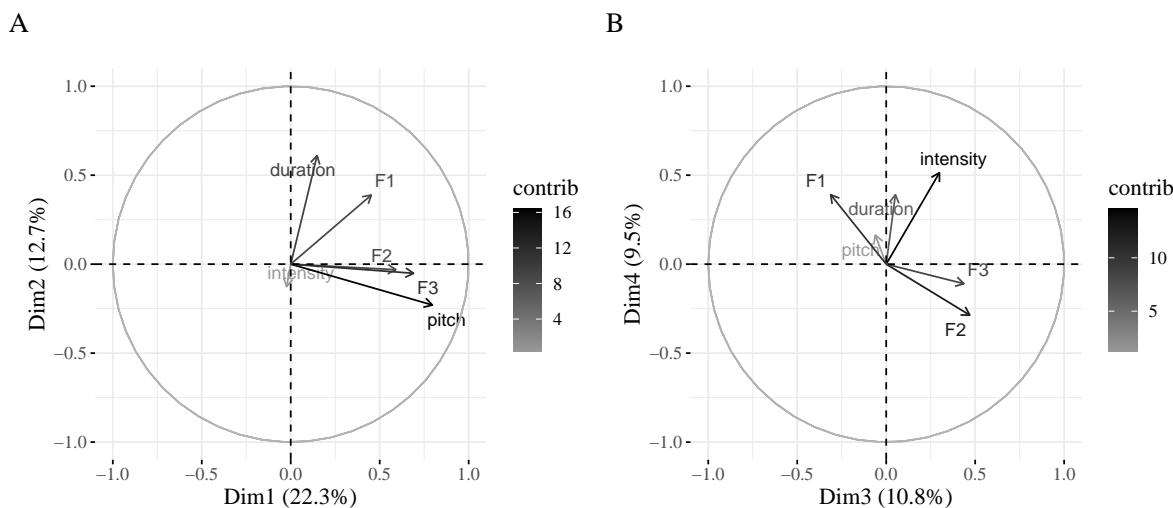 A
B
1.0
0.5
0.0
−0.5
−1.0
Dim2 (12.7%)
duration
F1
F2
intensity
F3
pitch
−1.0
−0.5
0.0
0.5
1.0
Dim1 (22.3%)
contrib
16
12
8
4
1.0
0.5
0.0
−0.5
−1.0
Dim4 (9.5%)
intensity
F1
duration
pitch
F3
F2
−1.0
−0.5
0.0
0.5
1.0
Dim3 (10.8%)
contrib
10
5